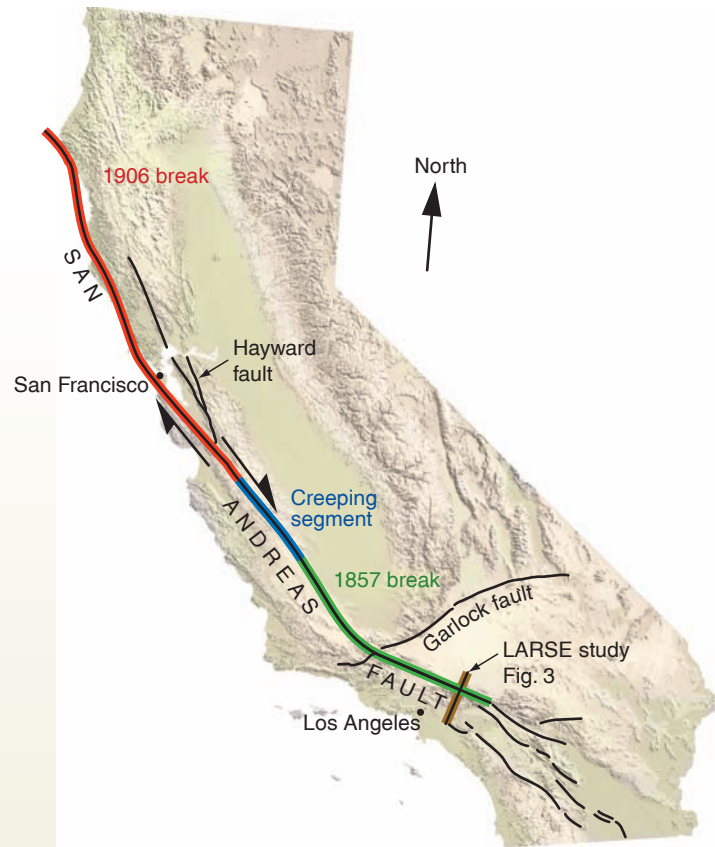 North
1906 break
SAN
Hayward
fault
San Francisco
Creeping
segment
ANDREAS
1857 break
Garlock fault
LARSE study
Fig. 3
FAULT
Los Angeles